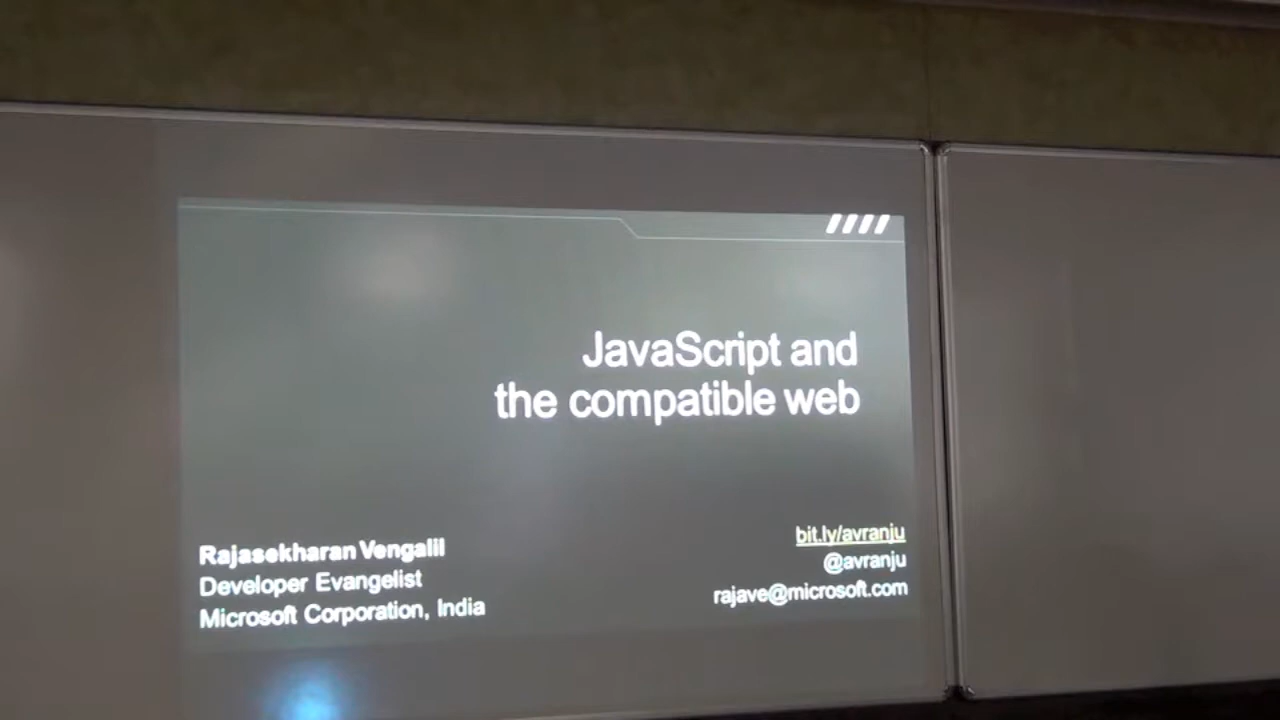 JavaScript and
the compatible web
Rajasekharan Vengalil
Developer Evangelist
Microsoft Corporation, India
bit.ly/avranju
@avranju
rajave@microsoft.com